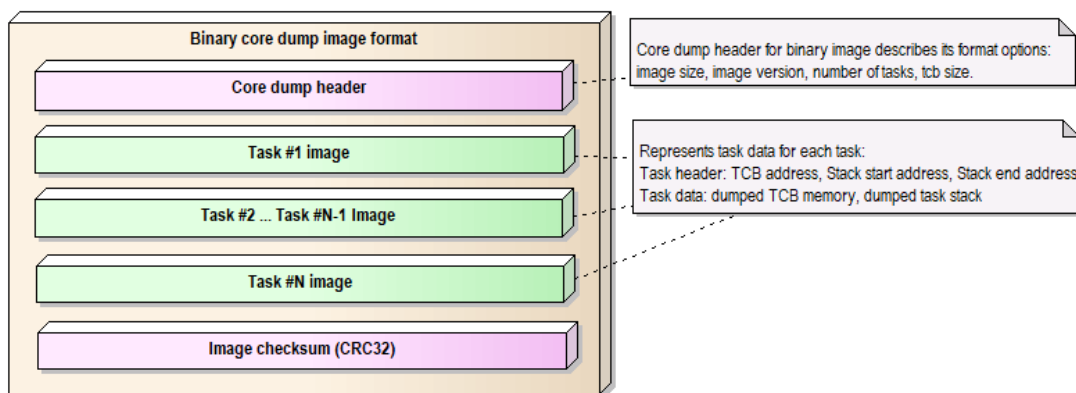 Binary core dump image format
Core dump header
Task #1 image
Task #2 ... Task #N-1 Image
Task #N image
Image checksum (CRC32)
Core dump header for binary image describes its format options:
image size, image version, number of tasks, tcb size.
Represents task data for each task:
Task header: TCB address, Stack start address, Stack end address
Task data: dumped TCB memory, dumped task stack